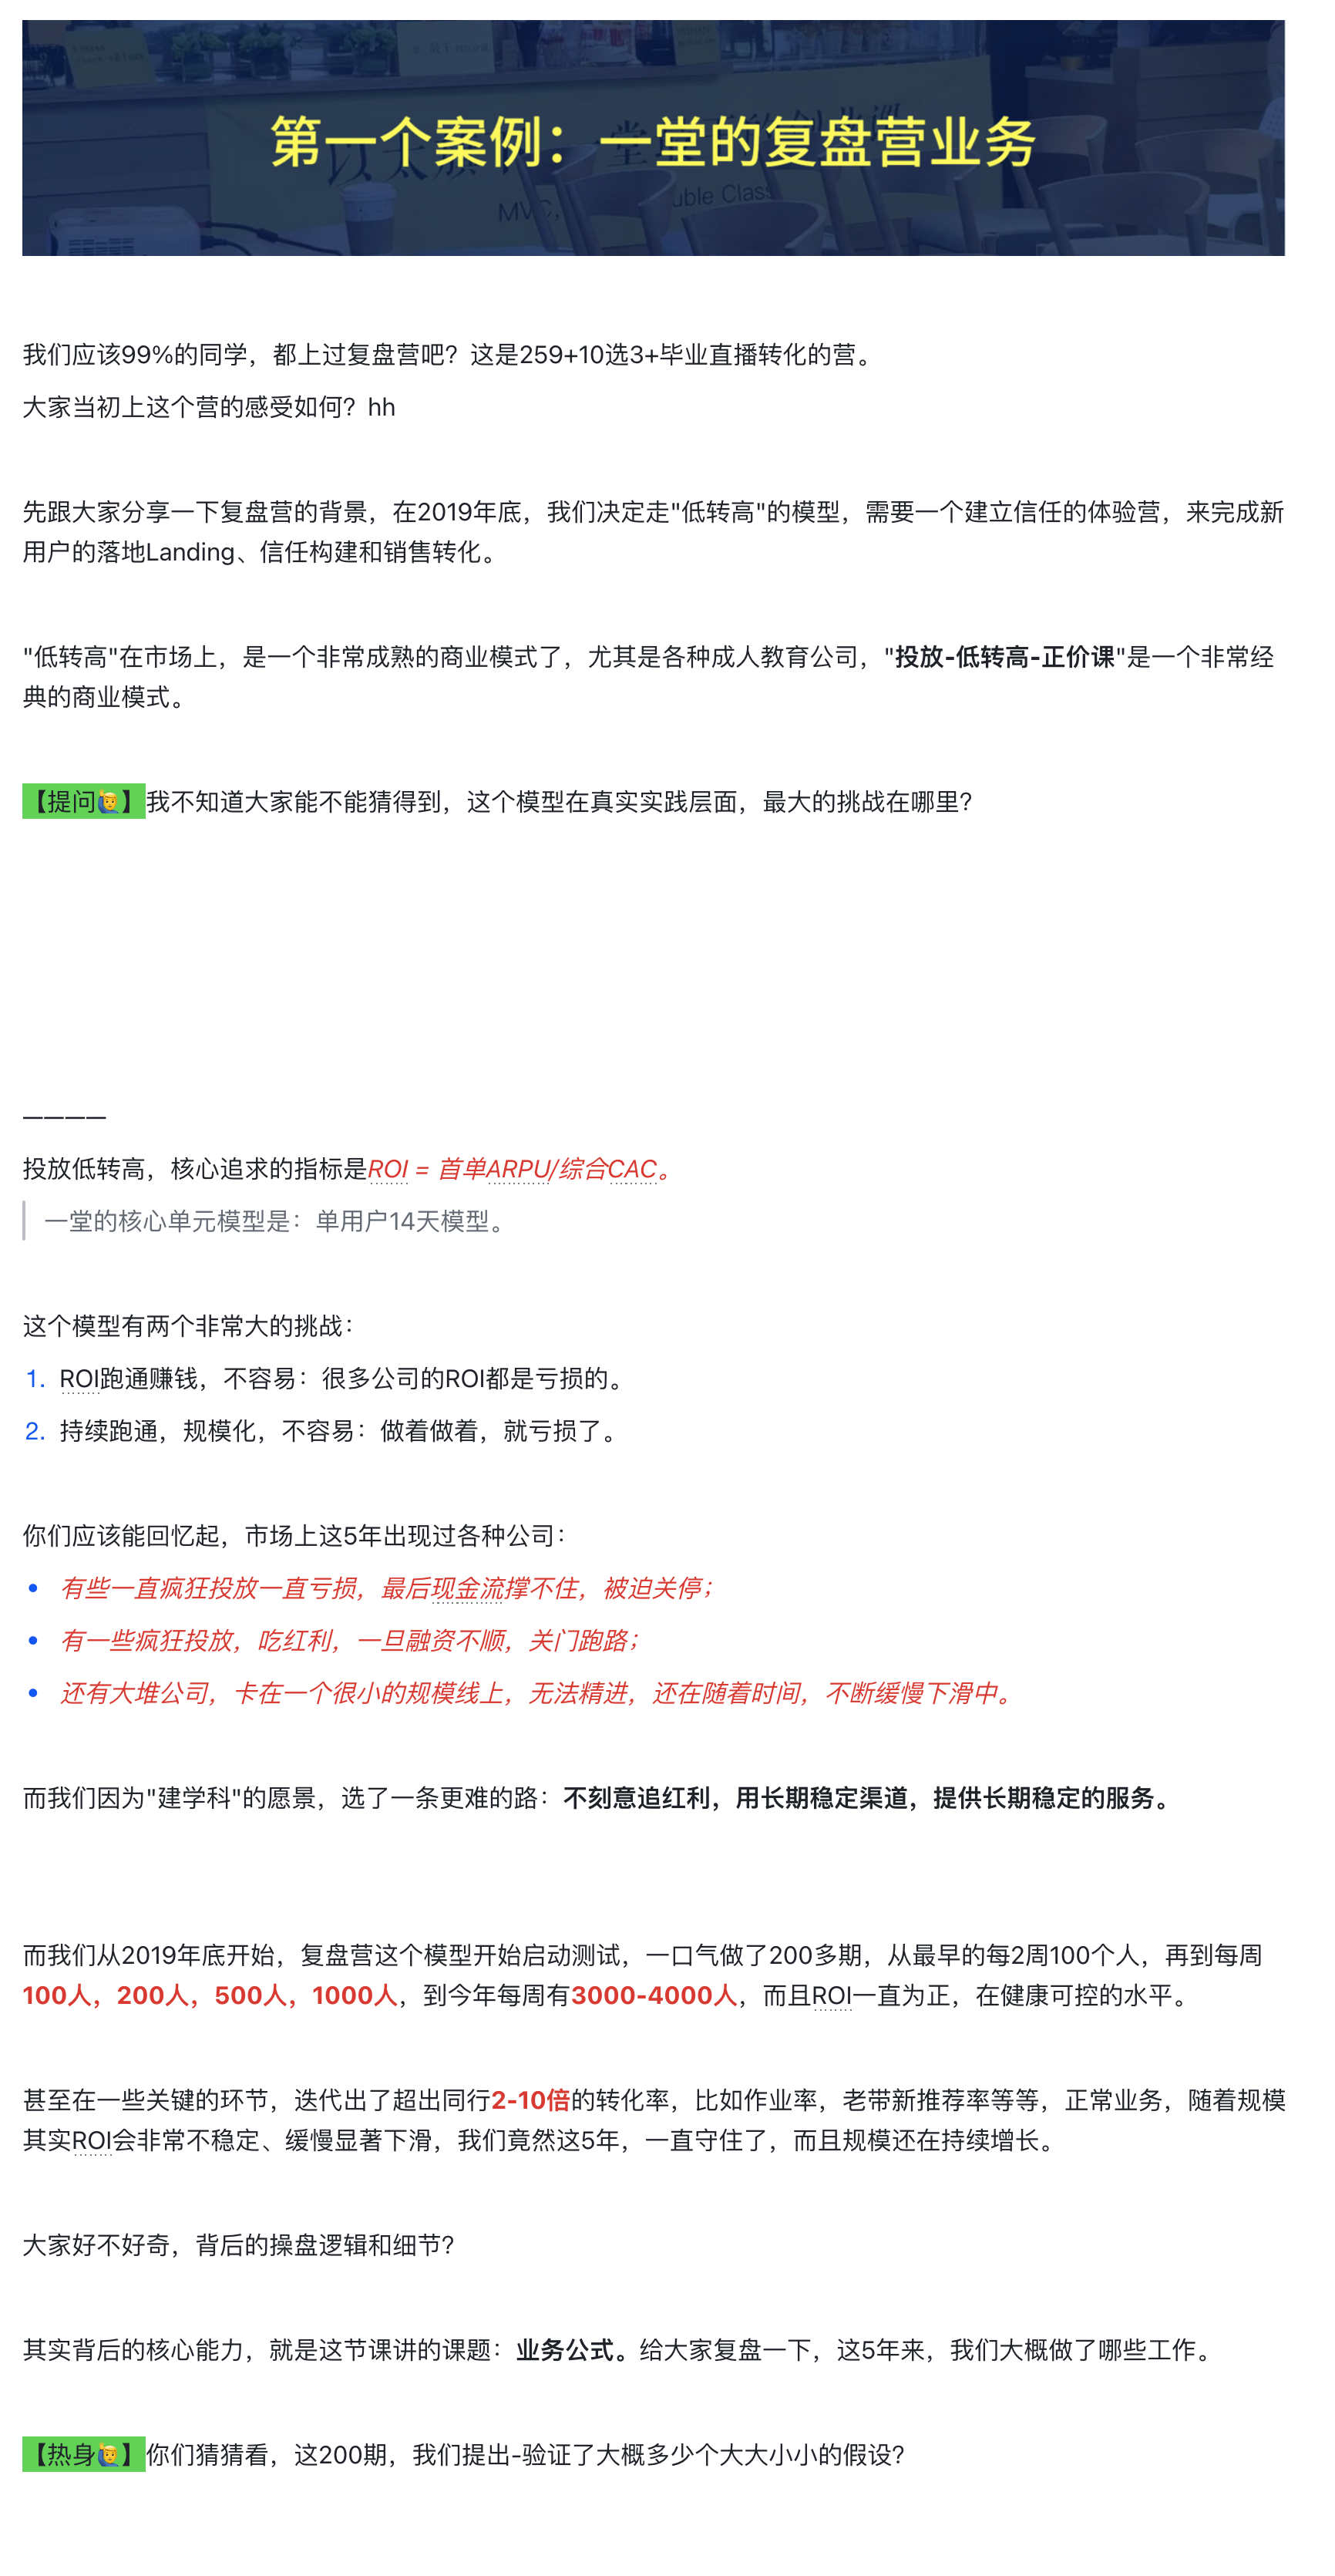 第一个案例：一堂的复盘营业务
MVC,
uble Class
我们应该99%的同学，都上过复盘营吧？这是259+10选3+毕业直播转化的营。
大家当初上这个营的感受如何？hh
先跟大家分享一下复盘营的背景，在2019年底，我们决定走"低转高"的模型，需要一个建立信任的体验营，来完成新
用户的落地Landing、信任构建和销售转化。
"低转高"在市场上，是一个非常成熟的商业模式了，尤其是各种成人教育公司，"投放-低转高-正价课"是一个非常经
典的商业模式。
【提问🙋】我不知道大家能不能猜得到，这个模型在真实实践层面，最大的挑战在哪里？
————
投放低转高，核心追求的指标是ROI = 首单ARPU/综合CAC。
一堂的核心单元模型是：单用户14天模型。
这个模型有两个非常大的挑战：
1. ROI跑通赚钱，不容易：很多公司的ROI都是亏损的。
2. 持续跑通，规模化，不容易：做着做着，就亏损了。
你们应该能回忆起，市场上这5年出现过各种公司：
• 有些一直疯狂投放一直亏损，最后现金流撑不住，被迫关停；
• 有一些疯狂投放，吃红利，一旦融资不顺，关门跑路；
• 还有大堆公司，卡在一个很小的规模线上，无法精进，还在随着时间，不断缓慢下滑中。
而我们因为"建学科"的愿景，选了一条更难的路：不刻意追红利，用长期稳定渠道，提供长期稳定的服务。
而我们从2019年底开始，复盘营这个模型开始启动测试，一口气做了200多期，从最早的每2周100个人，再到每周
100人，200人，500人，1000人，到今年每周有3000-4000人，而且ROI一直为正，在健康可控的水平。
甚至在一些关键的环节，迭代出了超出同行2-10倍的转化率，比如作业率，老带新推荐率等等，正常业务，随着规模
其实ROI会非常不稳定、缓慢显著下滑，我们竟然这5年，一直守住了，而且规模还在持续增长。
大家好不好奇，背后的操盘逻辑和细节？
其实背后的核心能力，就是这节课讲的课题：业务公式。给大家复盘一下，这5年来，我们大概做了哪些工作。
【热身🙋】你们猜猜看，这200期，我们提出-验证了大概多少个大大小小的假设？